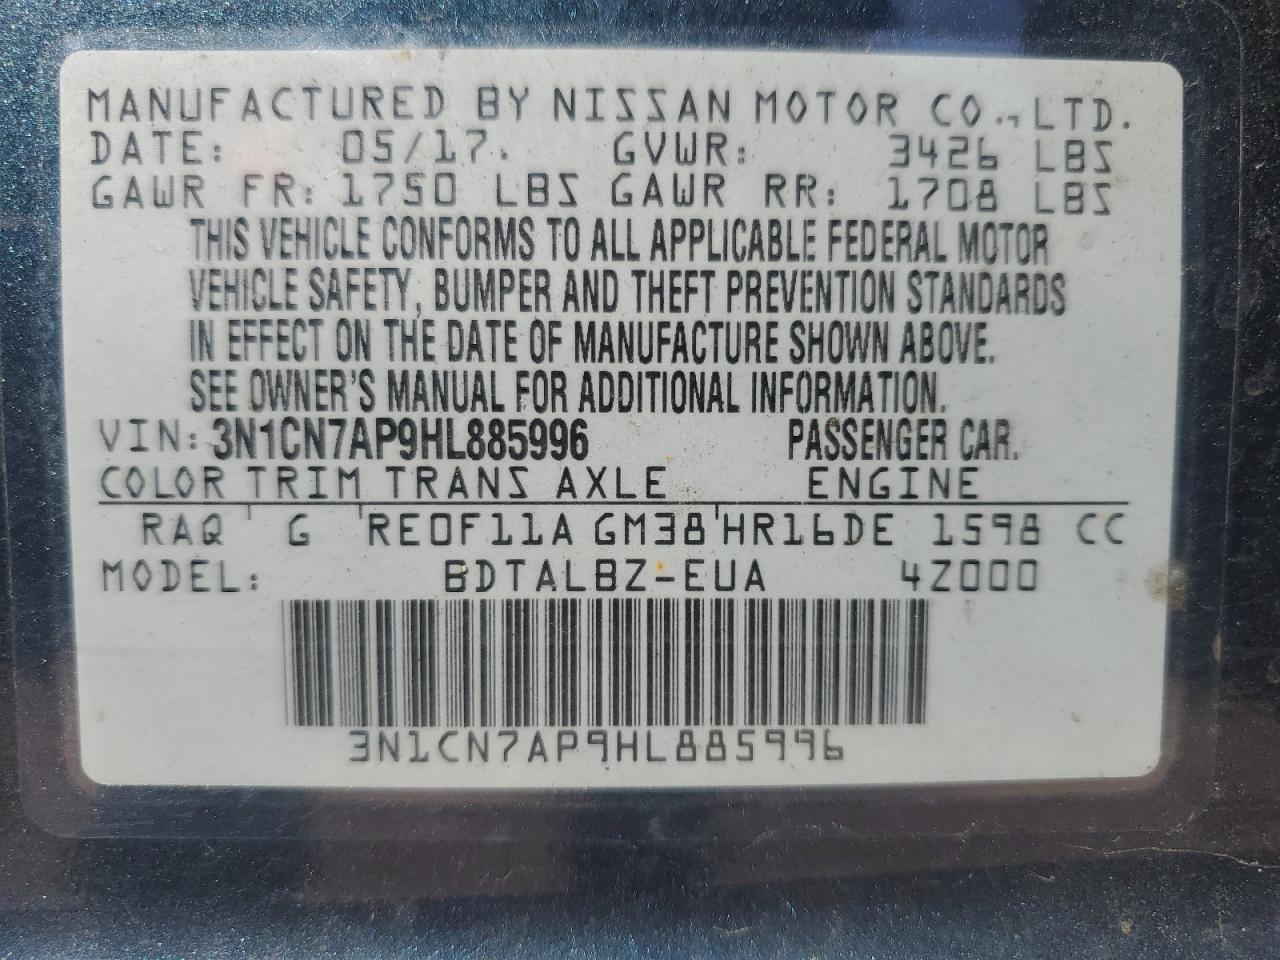 MANUFACTURED BY NISSAN MOTOR CO., LTD.
DATE: 05/17. GVWR: 3426 LBS
GAWR FR: 1750 LBS GAWR RR: 1708 LBS
THIS VEHICLE CONFORMS TO ALL APPLICABLE FEDERAL MOTOR
VEHICLE SAFETY, BUMPER AND THEFT PREVENTION STANDARDS
IN EFFECT ON THE DATE OF MANUFACTURE SHOWN ABOVE.
SEE OWNER'S MANUAL FOR ADDITIONAL INFORMATION.
VIN: 3N1CN7AP9HL885996 PASSENGER CAR.
COLOR TRIM TRANS AXLE ENGINE
RAQ G RE0F11A GM38 HR16DE 1598 CC
MODEL: BDTALBZ-EUA 4Z000
3N1CN7AP9HL885996